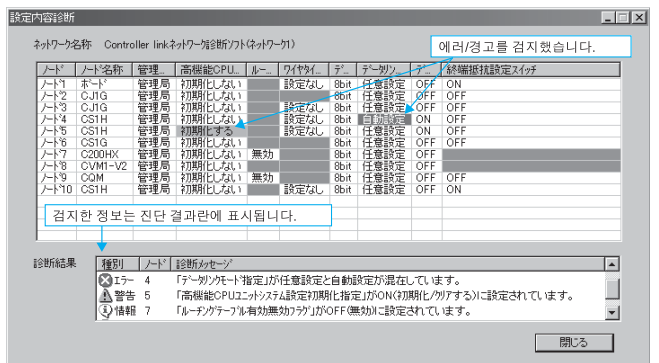 設定内容診断
ネットワーク名称 Controller linkネットワーク診断ソフト(ネットワーク1)
에러/경고를 검지했습니다.
ノード ノード名称 管理... 高機能CPU... ルー... ワイヤタイ... デ... データリン... デ... 終端抵抗設定スイッチ
ノード1 ボード 管理局 初期化しない 設定なし 8bit 任意設定 OFF ON
ノード2 CJ1G 管理局 初期化しない 8bit 任意設定 OFF OFF
ノード3 CJ1G 管理局 初期化しない 設定なし 8bit 任意設定 OFF OFF
ノード4 CS1H 管理局 初期化しない 設定なし 8bit 自動設定 ON OFF
ノード5 CS1H 管理局 初期化する 設定なし 8bit 任意設定 ON OFF
ノード6 CS1G 管理局 初期化しない 8bit 任意設定 OFF OFF
ノード7 C200HX 管理局 初期化しない 無効 8bit 任意設定 OFF
ノード8 CVM1-V2 管理局 初期化しない 8bit 任意設定 OFF
ノード9 CQM 管理局 初期化しない 無効 8bit 任意設定 OFF OFF
ノード10 CS1H 管理局 初期化しない 設定なし 8bit 任意設定 OFF ON
검지한 정보는 진단 결과란에 표시됩니다.
診断結果 種別 ノード 診断メッセージ
エラー 4 「データリンクモード指定」が任意設定と自動設定が混在しています。
警告 5 「高機能CPUユニットシステム設定初期化指定」がON(初期化/クリアする)に設定されています。
情報 7 「ルーチングテーブル有効無効フラグ」がOFF(無効)に設定されています。
閉じる